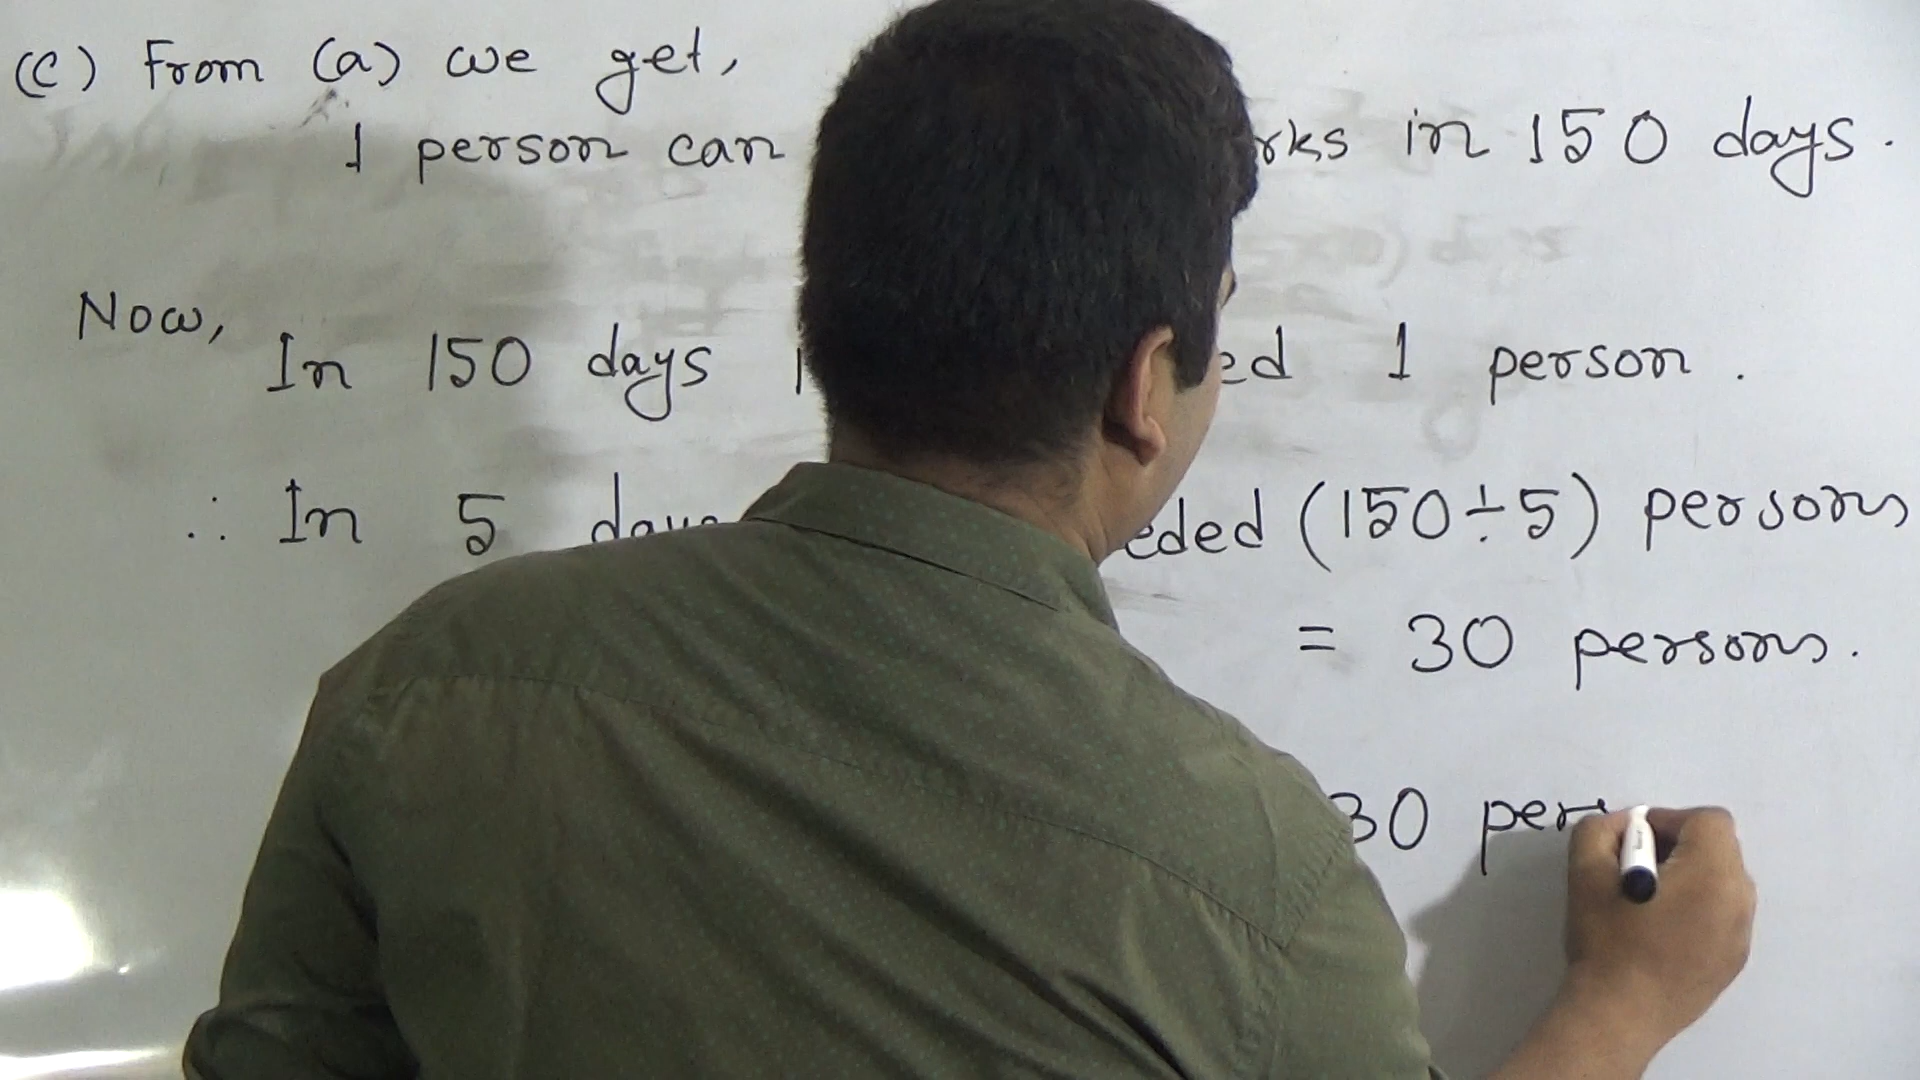 (c) From (a) we get,
1 person can rks in 150 days.
Now,
In 150 days ed 1 person.
∴ In 5 days eded (150÷5) persons
= 30 persons.
30 pers